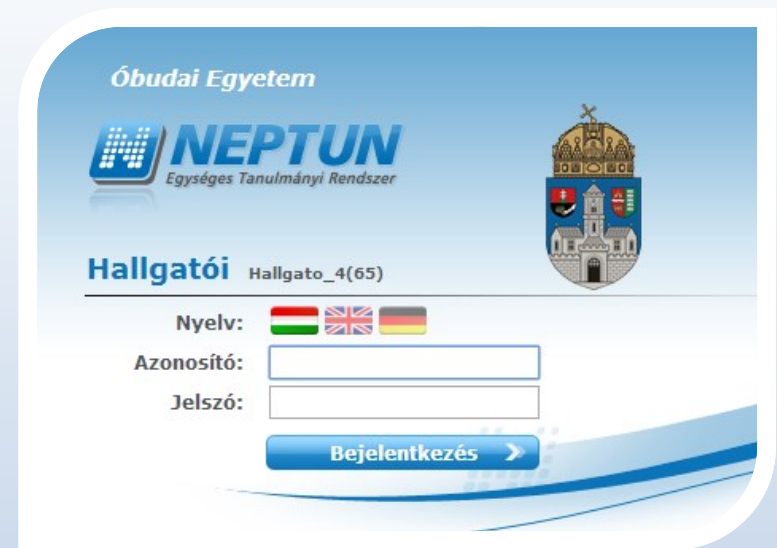 Óbudai Egyetem
NEPTUN
Egységes Tanulmányi Rendszer
Hallgatói Hallgato_4(65)
Nyelv:
Azonosító:
Jelszó:
Bejelentkezés